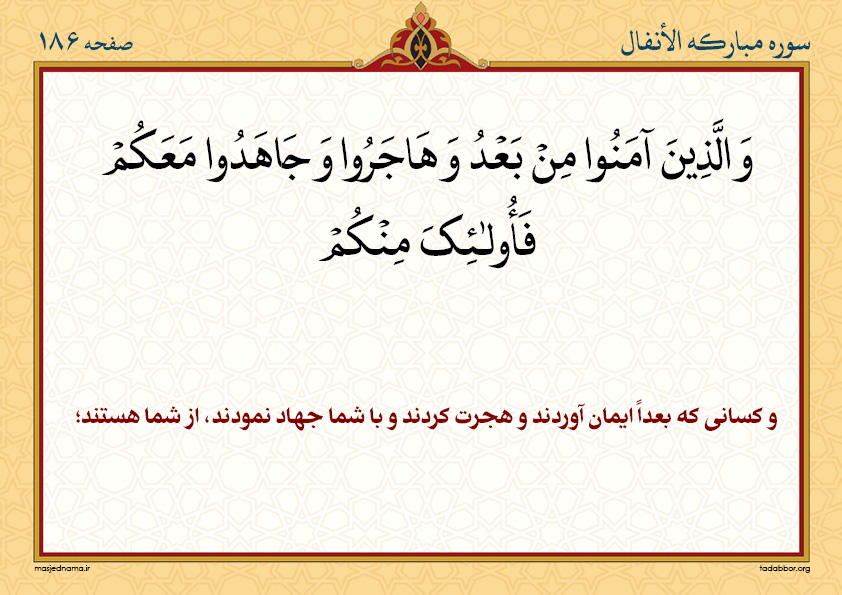 سوره مبارکه الأنفال
صفحه ۱۸۶
وَ الَّذِینَ آمَنُوا مِنْ بَعْدُ وَ هَاجَرُوا وَ جَاهَدُوا مَعَکُمْ
فَأُولٰئِکَ مِنْکُمْ
و کسانی که بعداً ایمان آوردند و هجرت کردند و با شما جهاد نمودند، از شما هستند؛
masjednama.ir
tadabbor.org